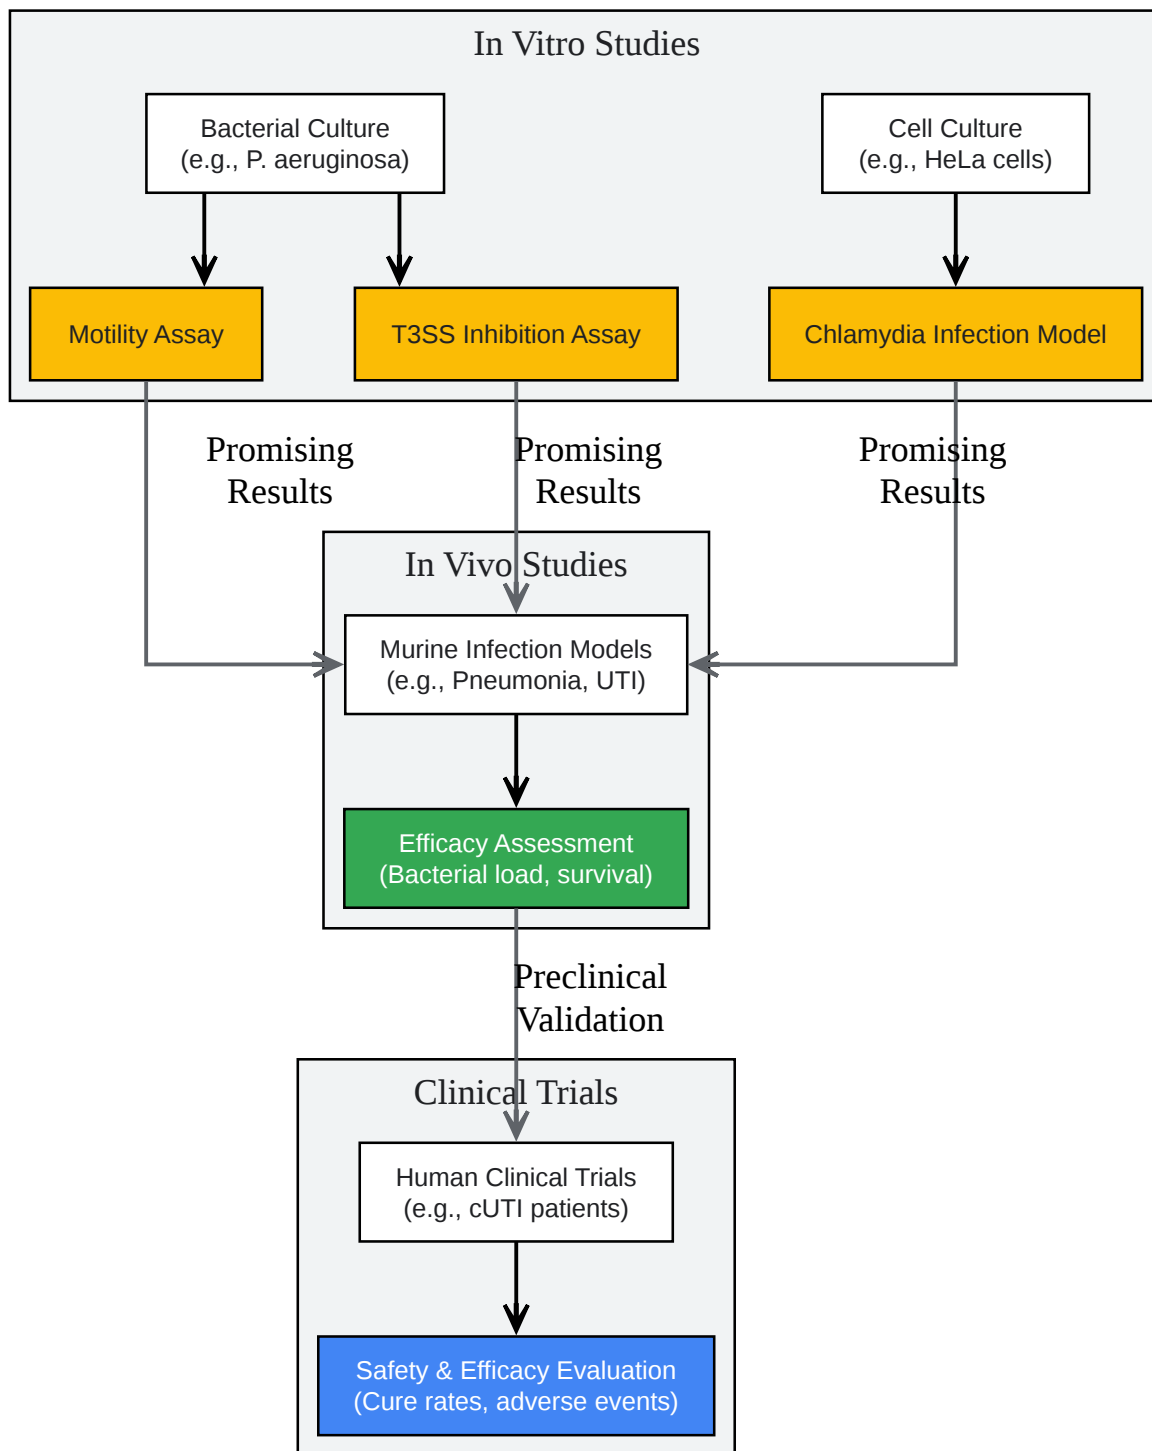 In Vitro Studies
Bacterial Culture
(e.g., P. aeruginosa)
Cell Culture
(e.g., HeLa cells)
Motility Assay
T3SS Inhibition Assay
Chlamydia Infection Model
Promising
Results
Promising
Results
Promising
Results
In Vivo Studies
Murine Infection Models
(e.g., Pneumonia, UTI)
Efficacy Assessment
(Bacterial load, survival)
Preclinical
Validation
Clinical Trials
Human Clinical Trials
(e.g., cUTI patients)
Safety & Efficacy Evaluation
(Cure rates, adverse events)